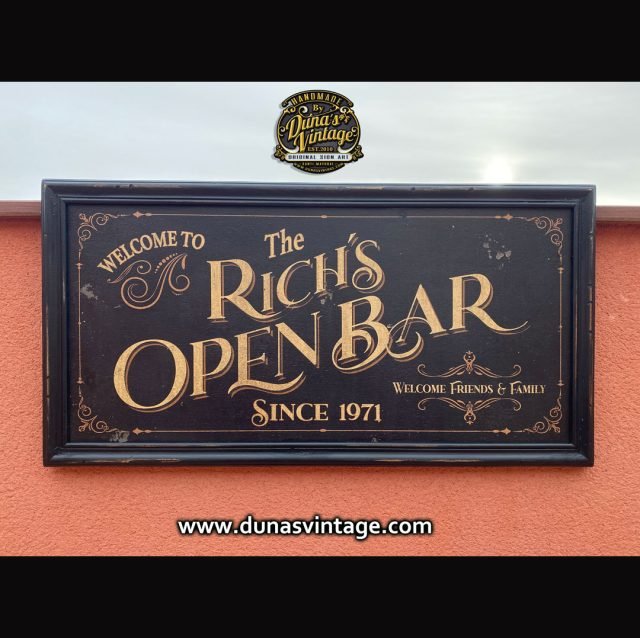 HANDMADE
By
Duna's
Vintage
EST. 2010
ORIGINAL SIGN ART
WELCOME TO
The
RICH'S
OPEN BAR
WELCOME FRIENDS & FAMILY
SINCE 1971
www.dunasvintage.com